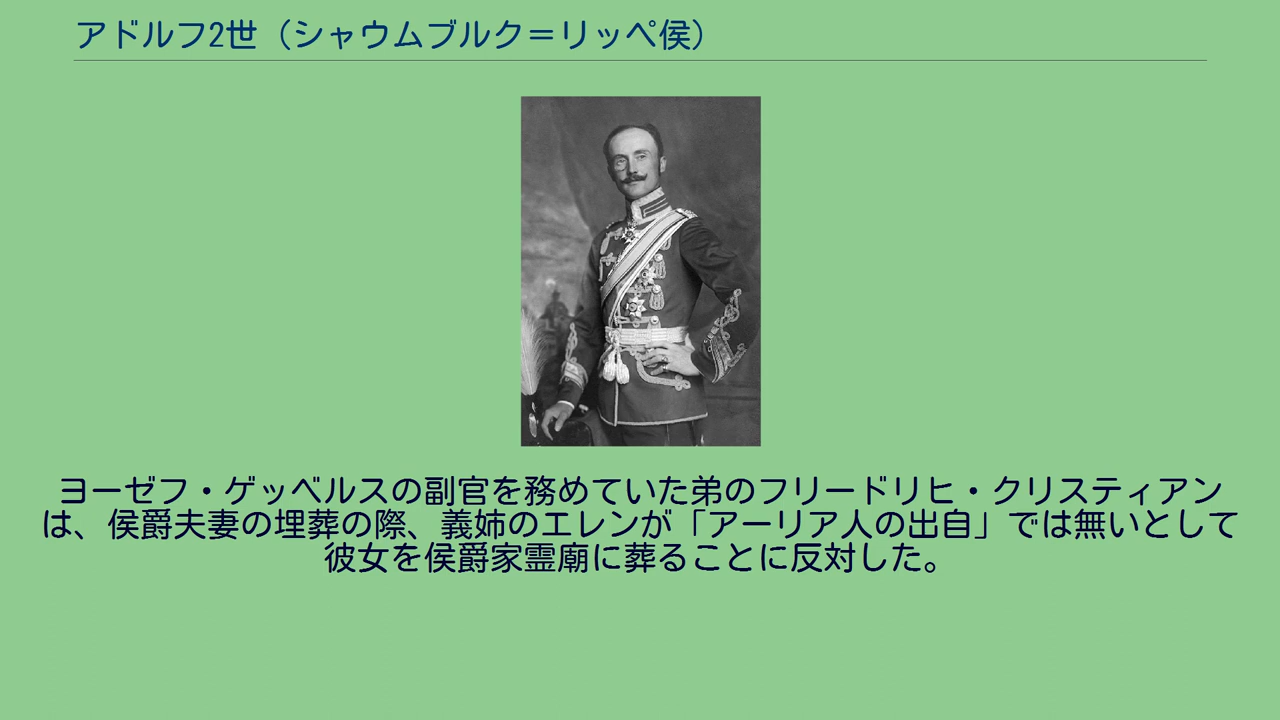 アドルフ2世（シャウムブルク＝リッペ侯）
ヨーゼフ・ゲッベルスの副官を務めていた弟のフリードリヒ・クリスティアン
は、侯爵夫妻の埋葬の際、義姉のエレンが「アーリア人の出自」では無いとして
彼女を侯爵家霊廟に葬ることに反対した。